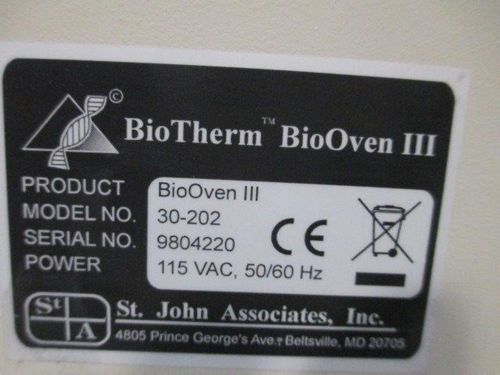 ©
BioTherm™ BioOven III
PRODUCT BioOven III
MODEL NO. 30-202
SERIAL NO. 9804220
POWER 115 VAC, 50/60 Hz
CE
St A St. John Associates, Inc.
4805 Prince George's Ave. • Beltsville, MD 20705